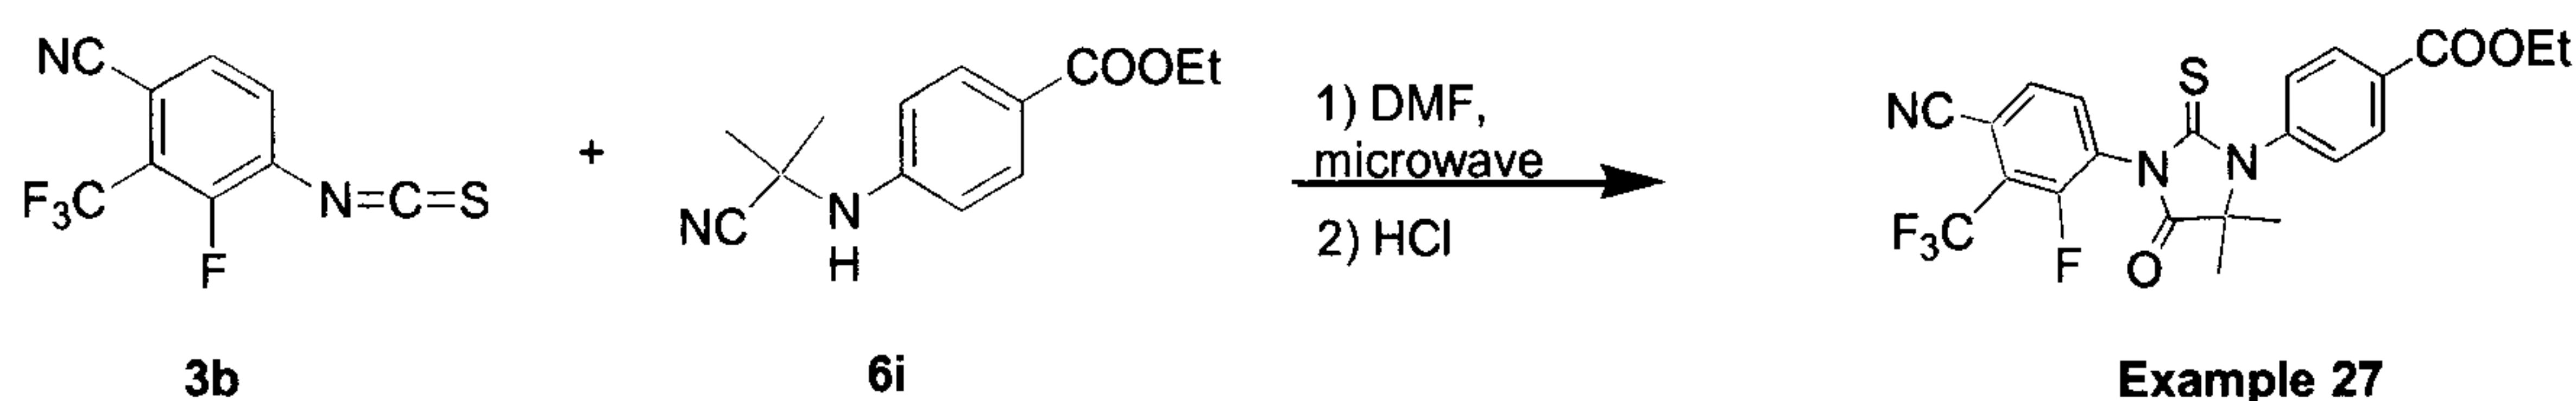 NC
F₃C
F
N=C=S
3b
+
NC
N
H
COOEt
6i
1) DMF,
microwave
2) HCl
NC
F₃C
F
N
S
N
O
COOEt
Example 27